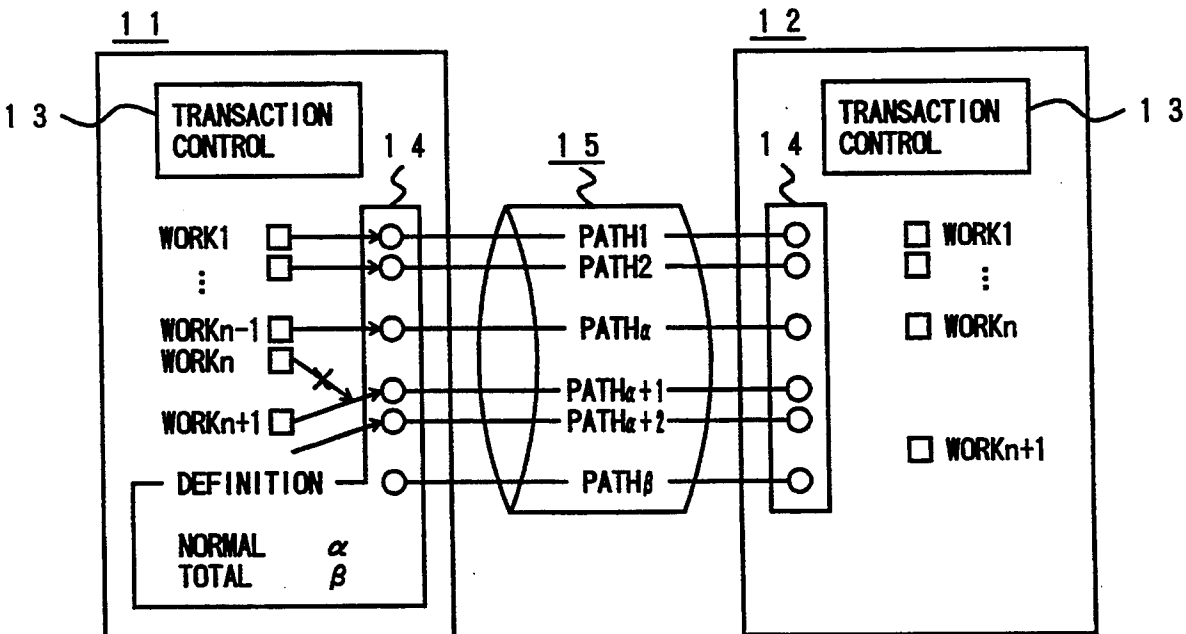 11
12
13
TRANSACTION
CONTROL
14
15
14
TRANSACTION
CONTROL
13
WORK1
⋮
WORKn-1
WORKn
WORKn+1
PATH1
PATH2
PATHα
PATHα+1
PATHα+2
PATHβ
WORK1
⋮
WORKn
WORKn+1
DEFINITION
NORMAL α
TOTAL β